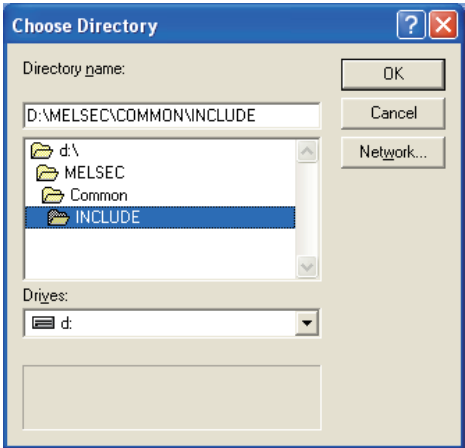 Choose Directory
Directory name:
OK
D:\MELSEC\COMMON\INCLUDE
Cancel
d:\
MELSEC
Network...
Common
INCLUDE
Drives:
d: